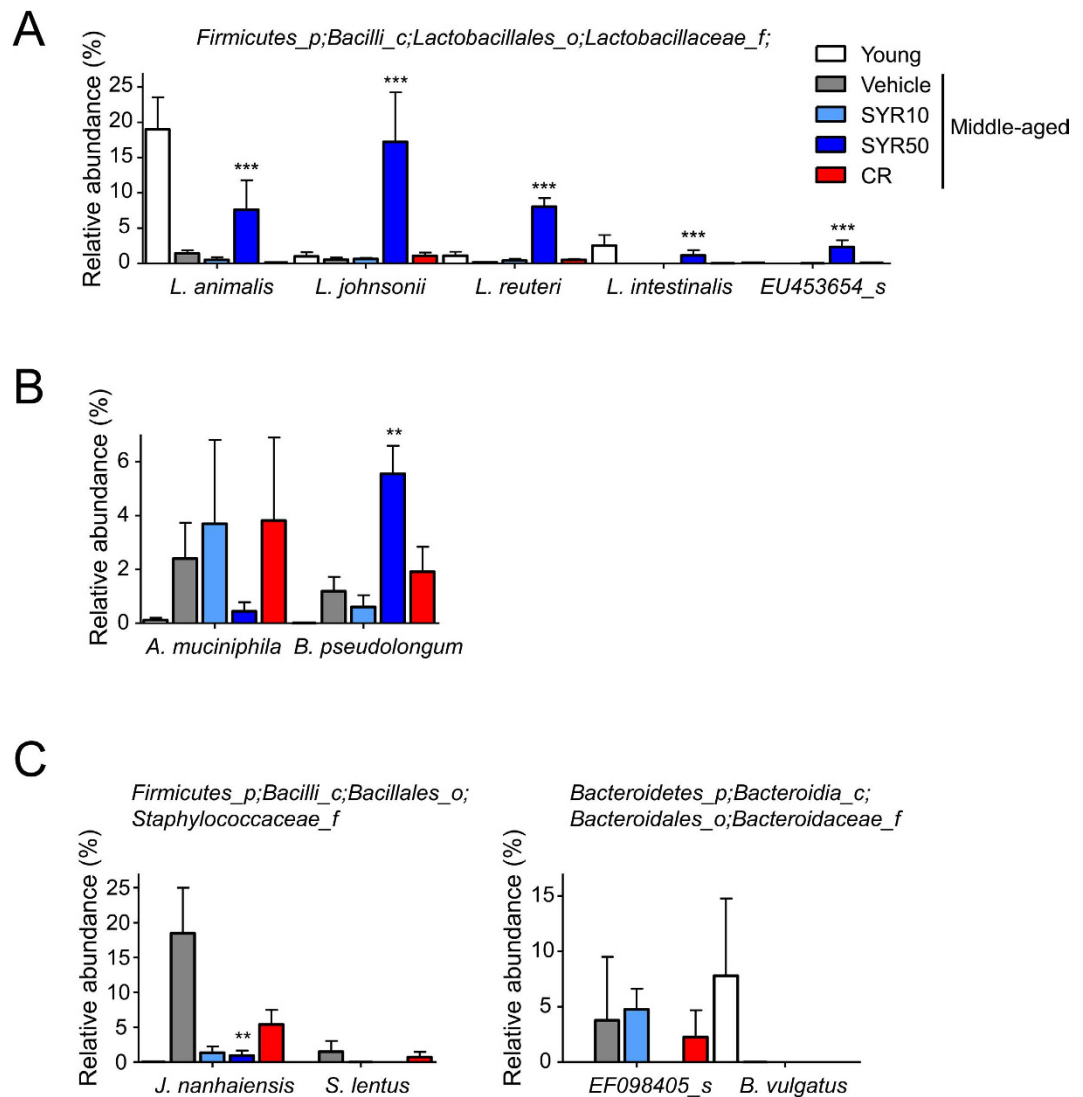 A
Firmicutes_p;Bacilli_c;Lactobacillales_o;Lactobacillaceae_f;
Young
Vehicle
SYR10
SYR50
CR
Middle-aged
Relative abundance (%)
25
20
15
10
5
0
***
***
***
***
***
L. animalis
L. johnsonii
L. reuteri
L. intestinalis
EU453654_s
B
Relative abundance (%)
6
4
2
0
**
A. muciniphila
B. pseudolongum
C
Firmicutes_p;Bacilli_c;Bacillales_o;
Staphylococcaceae_f
Relative abundance (%)
25
20
15
10
5
0
**
J. nanhaiensis
S. lentus
Bacteroidetes_p;Bacteroidia_c;
Bacteroidales_o;Bacteroidaceae_f
Relative abundance (%)
15
10
5
0
EF098405_s
B. vulgatus